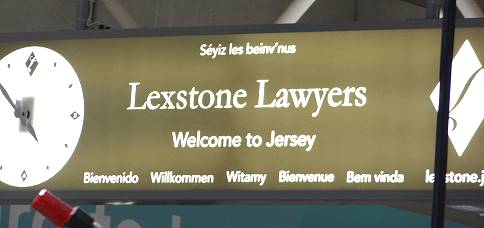 Séyiz les beinv'nus
Lexstone Lawyers
Welcome to Jersey
Bienvenido Willkommen Witamy Bienvenue Bem vinda